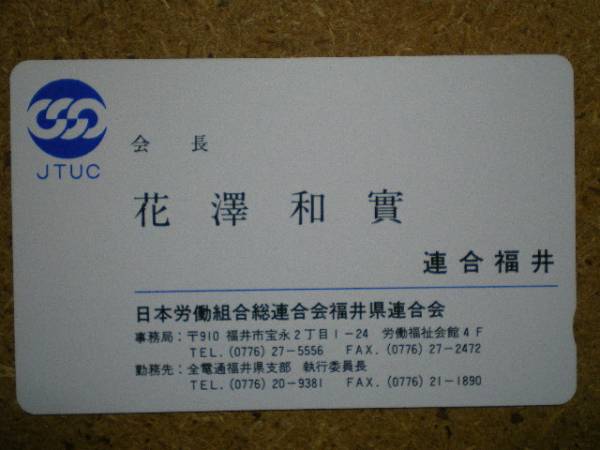 JTUC
会 長
花 澤 和 實
連合福井
日本労働組合総連合会福井県連合会
事務局：〒910 福井市宝永2丁目1-24 労働福祉会館4F
TEL.(0776)27-5556 FAX.(0776)27-2472
勤務先：全電通福井県支部 執行委員長
TEL.(0776)20-9381 FAX.(0776)21-1890